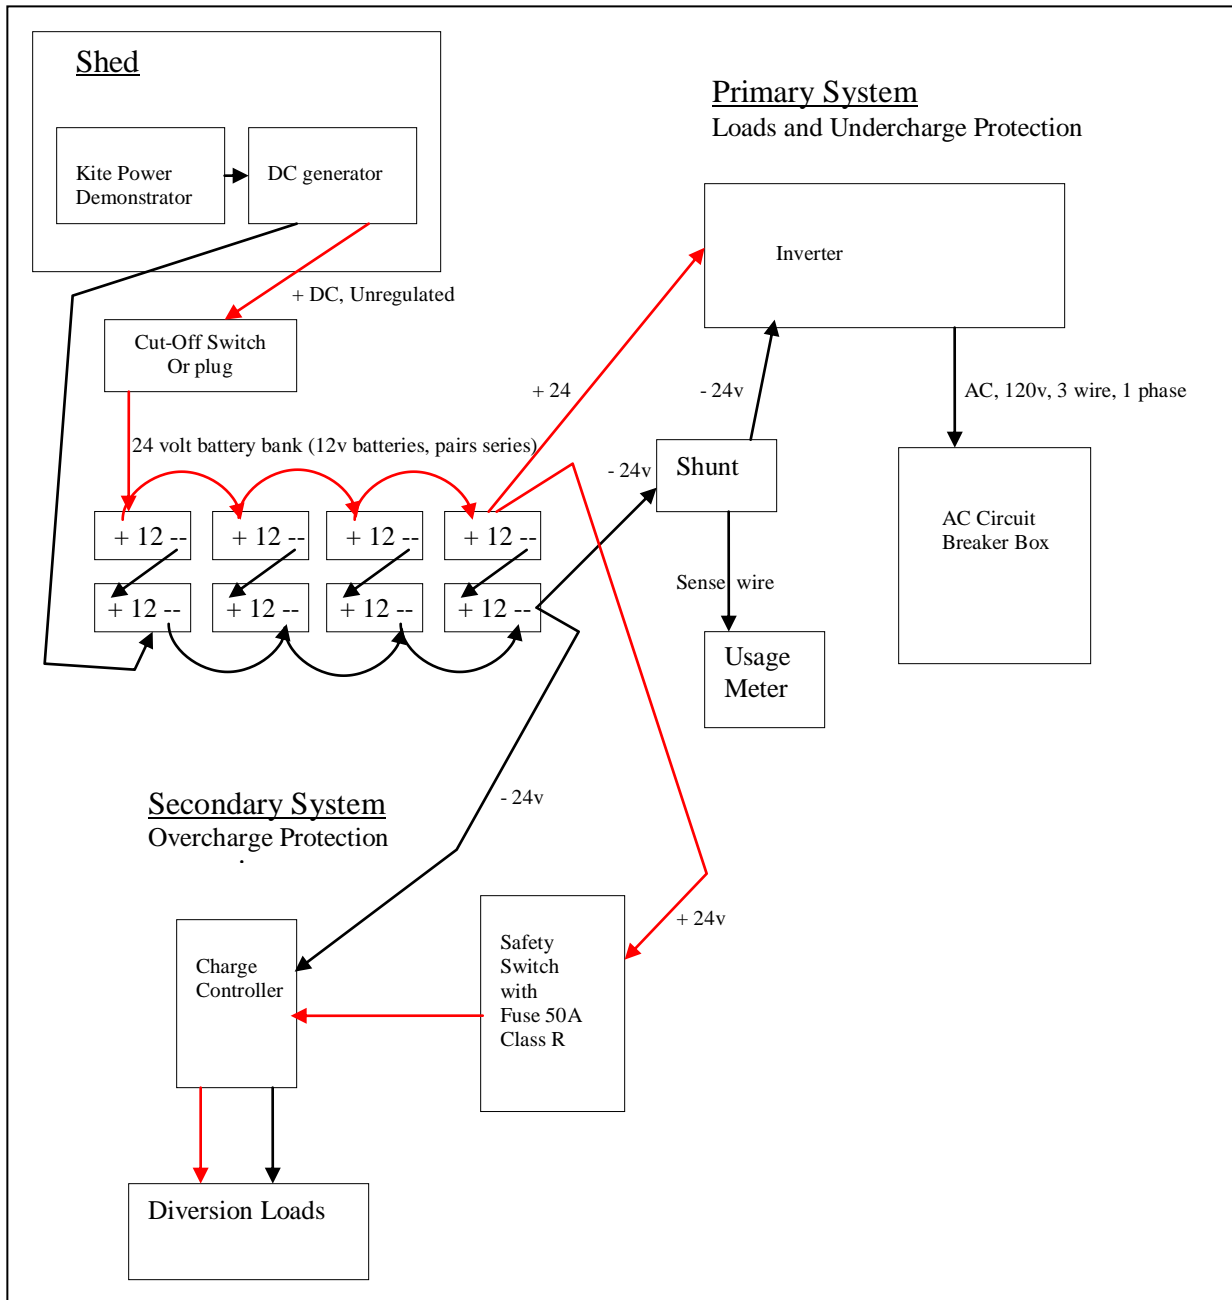 Shed
Kite Power
Demonstrator
DC generator
Primary System
Loads and Undercharge Protection
Inverter
+ DC, Unregulated
Cut-Off Switch
Or plug
+ 24
- 24v
AC, 120v, 3 wire, 1 phase
24 volt battery bank (12v batteries, pairs series)
- 24v
Shunt
+ 12 --
+ 12 --
+ 12 --
+ 12 --
AC Circuit
Breaker Box
+ 12 --
+ 12 --
+ 12 --
+ 12 --
Sense wire
Usage
Meter
Secondary System
Overcharge Protection
- 24v
+ 24v
Charge
Controller
Safety
Switch
with
Fuse 50A
Class R
Diversion Loads